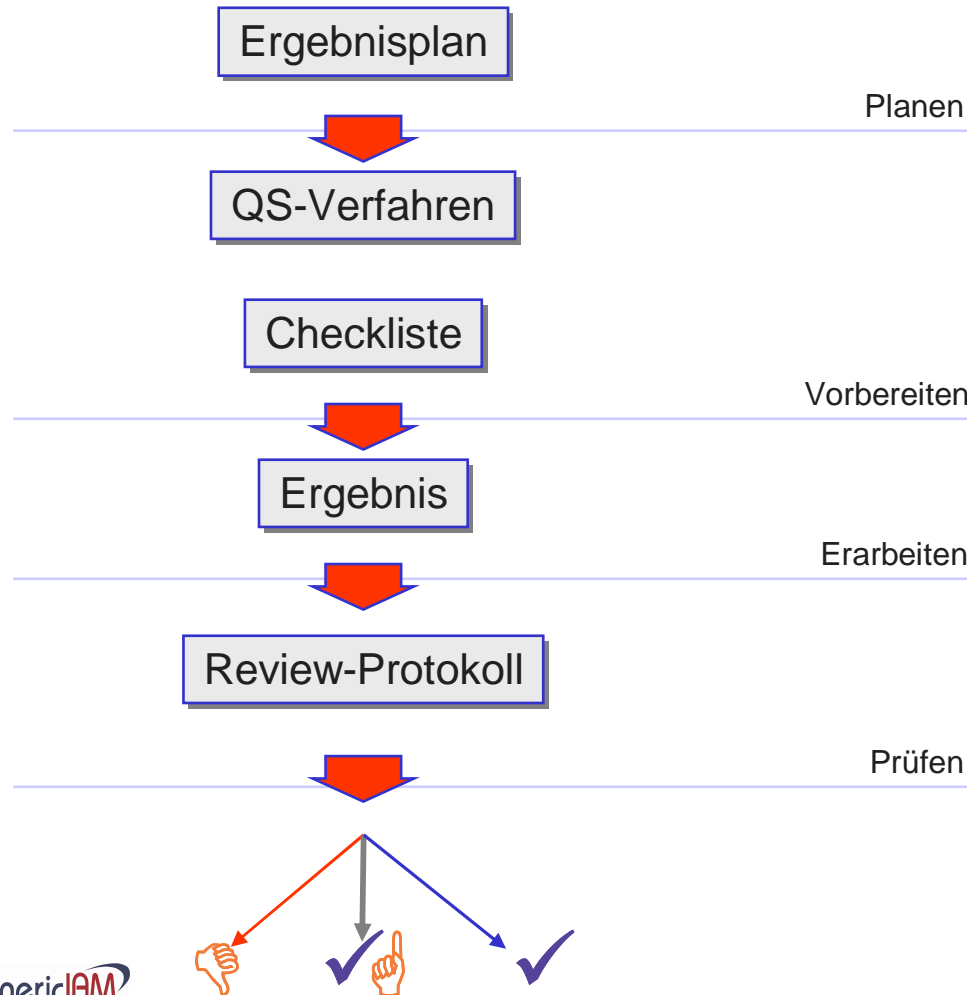 Ergebnisplan
Planen
QS-Verfahren
Checkliste
Vorbereiten
Ergebnis
Erarbeiten
Review-Protokoll
Prüfen